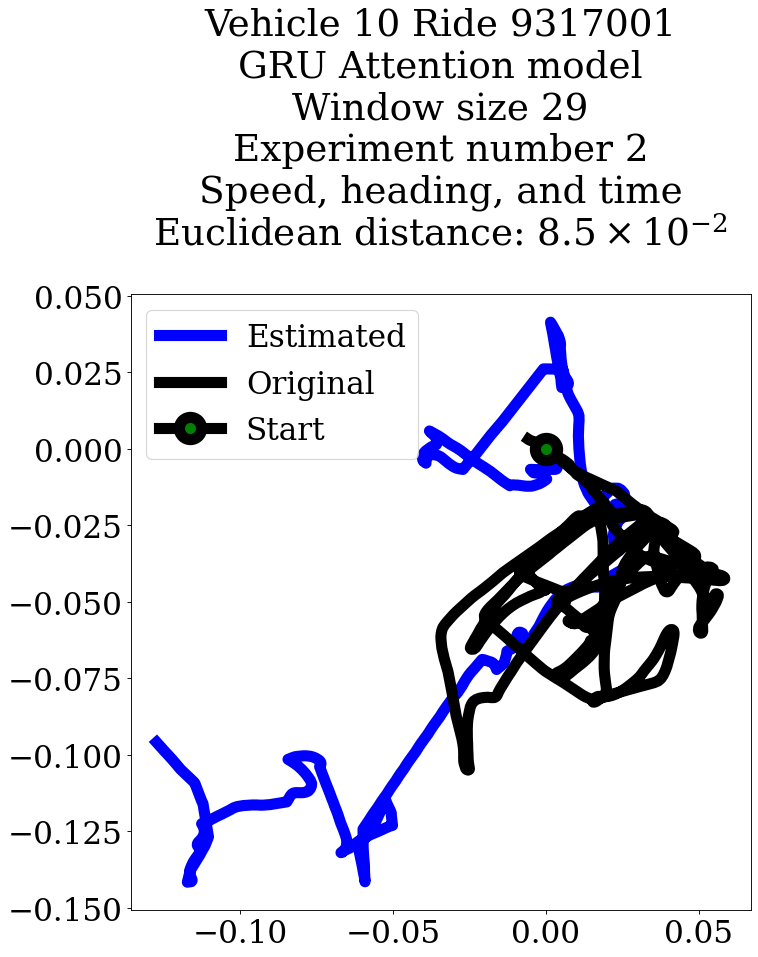 Vehicle 10 Ride 9317001
GRU Attention model
Window size 29
Experiment number 2
Speed, heading, and time
Euclidean distance: 8.5 × 10⁻²
0.050
Estimated
0.025
Original
0.000
Start
−0.025
−0.050
−0.075
−0.100
−0.125
−0.150
−0.10 −0.05 0.00 0.05